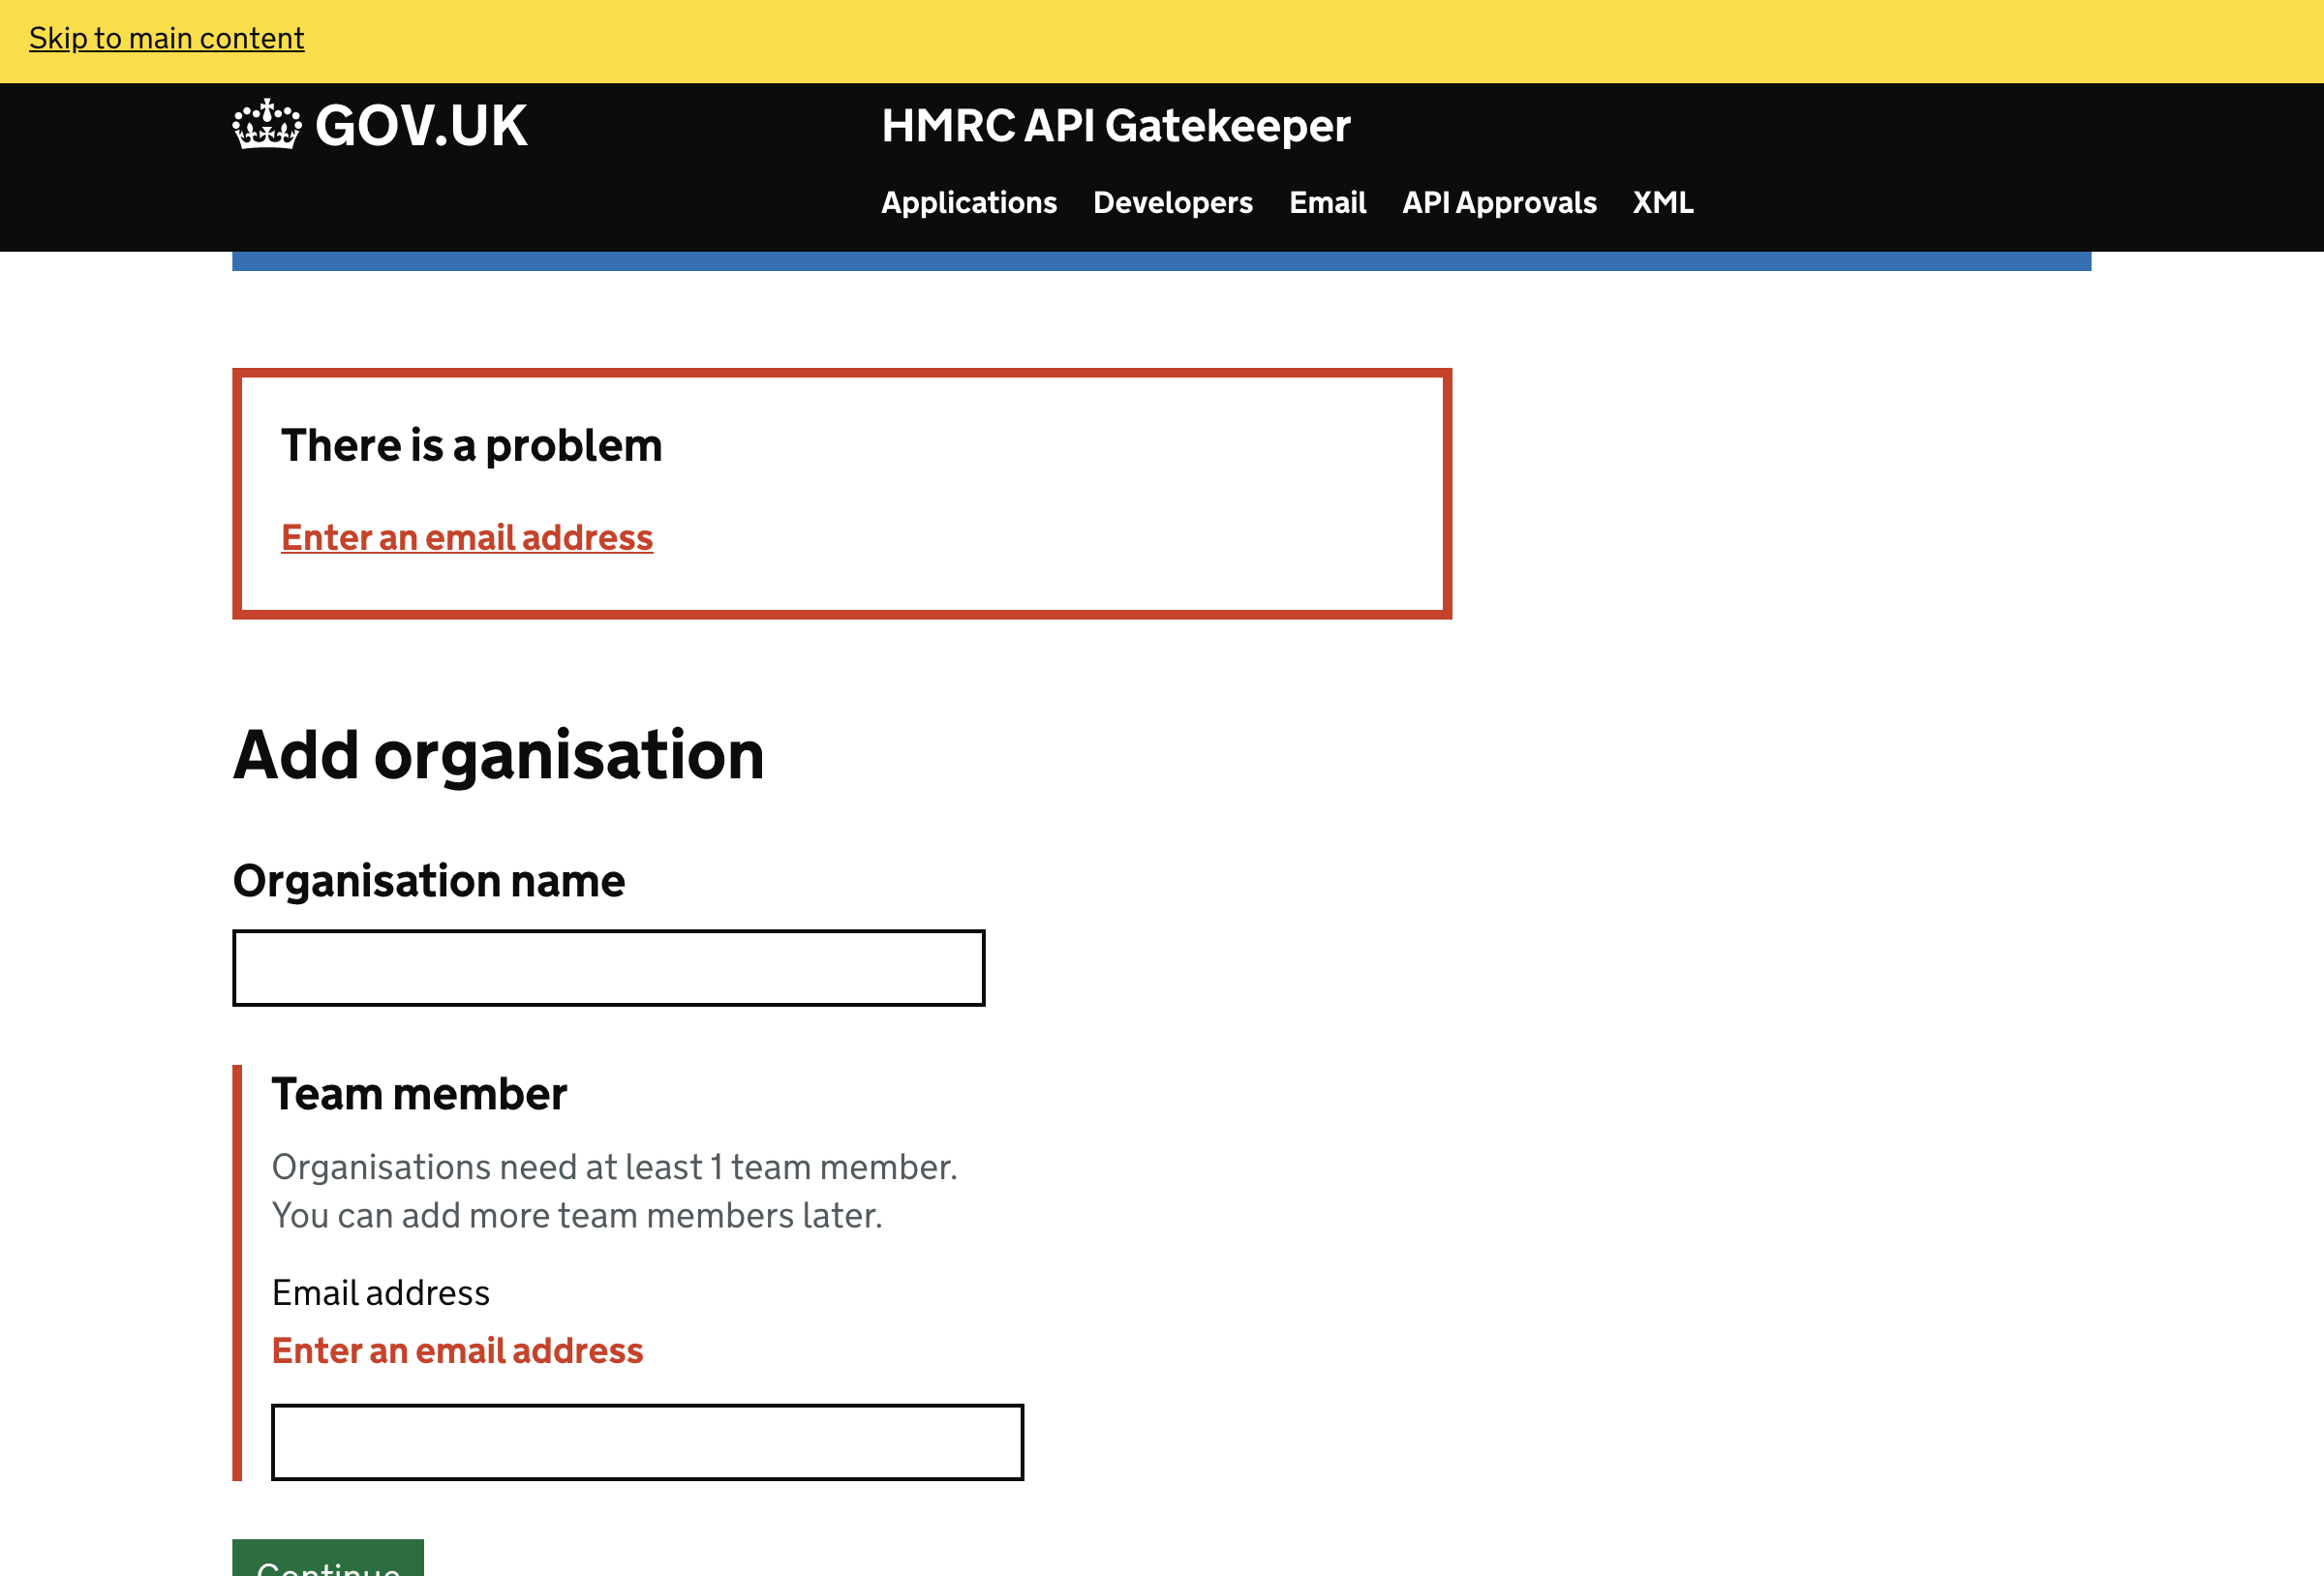 Skip to main content
GOV.UK
HMRC API Gatekeeper
Applications Developers Email API Approvals XML
There is a problem
Enter an email address
Add organisation
Organisation name
Team member
Organisations need at least 1 team member.
You can add more team members later.
Email address
Enter an email address
Continue